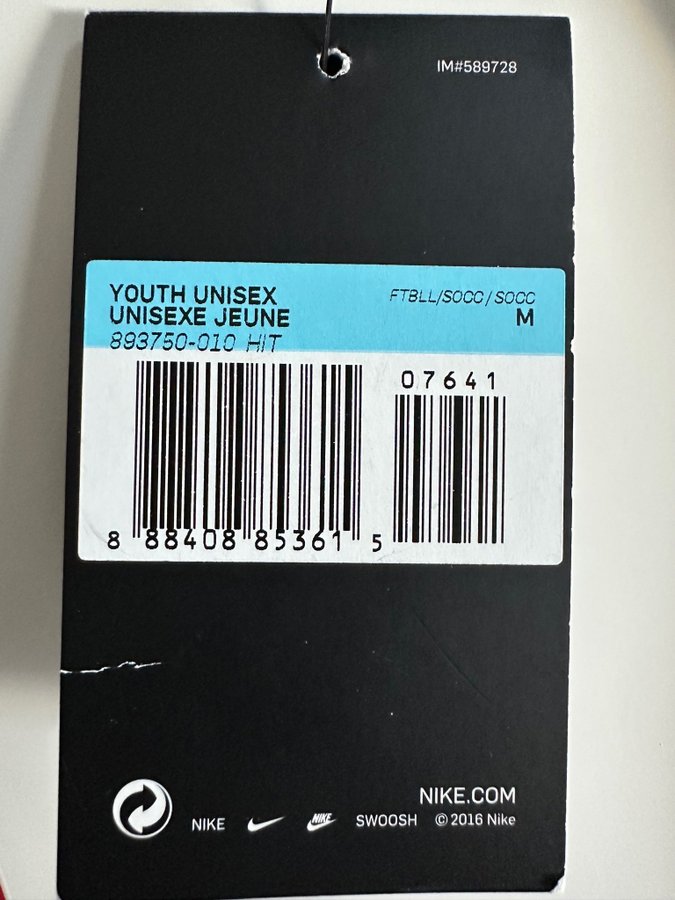 IM#589728
YOUTH UNISEX
UNISEXE JEUNE
893750-010 HIT
FTBLL/SOCC/SOCC
M
07641
8 88408 85361 5
NIKE.COM
NIKE NIKE SWOOSH © 2016 Nike